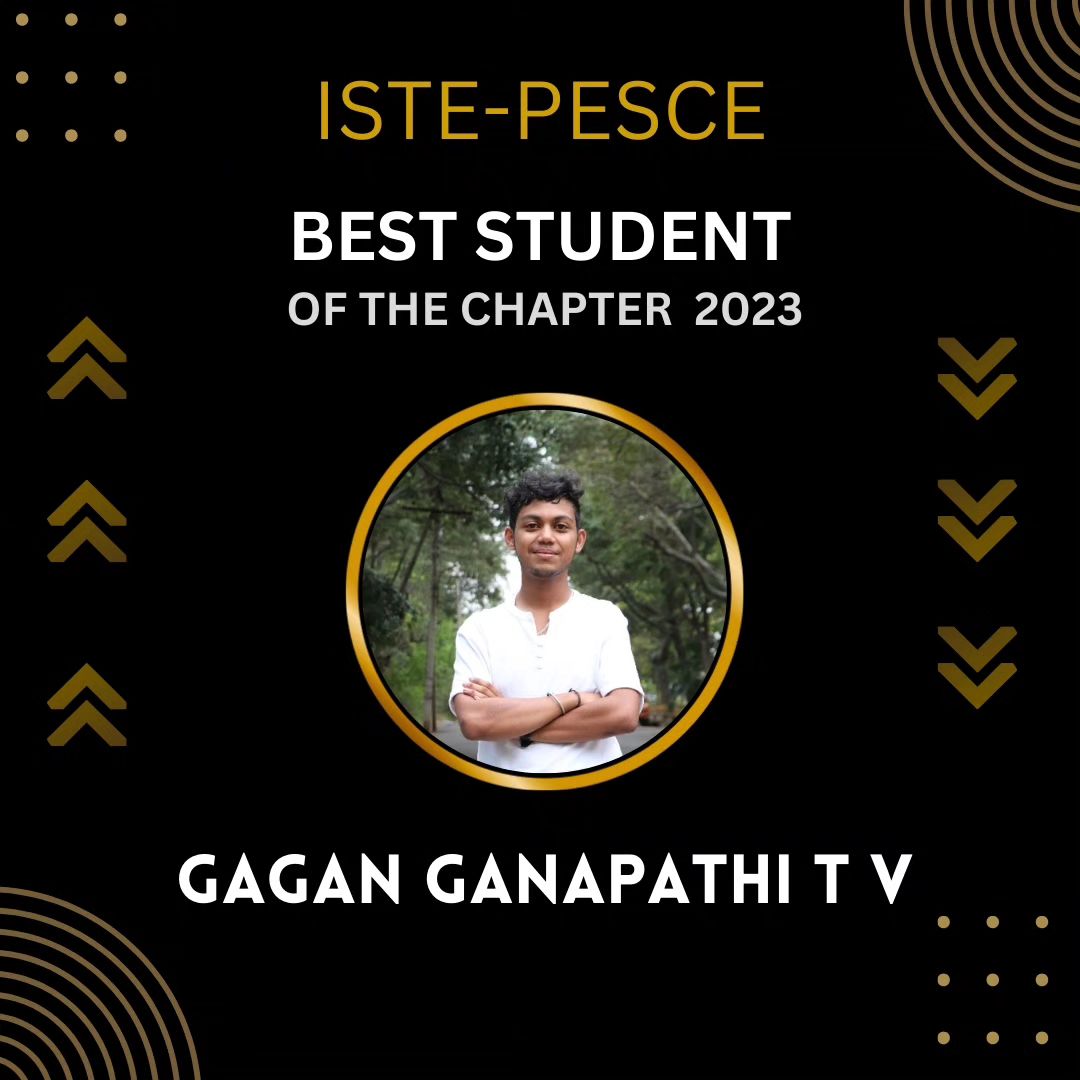 ISTE-PESCE
BEST STUDENT
OF THE CHAPTER 2023
GAGAN GANAPATHI T V